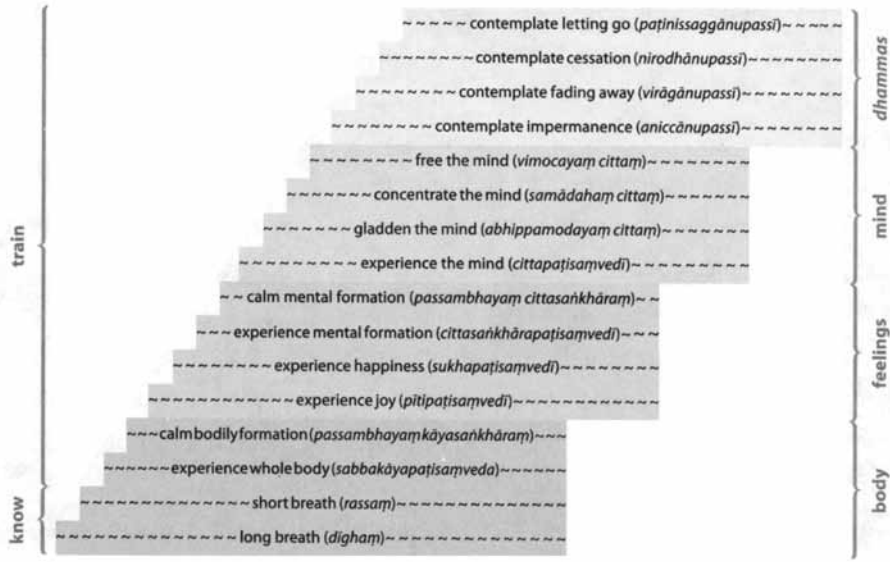 ~~~~~contemplate letting go (paṭinissaggânupassī)~~~~~
~~~~~~~~contemplate cessation (nirodhânupassī)~~~~~~~~
~~~~~~~~contemplate fading away (virāgânupassī)~~~~~~~~
~~~~~~~~contemplate impermanence (aniccânupassī)~~~~~~~~
dhammas
~~~~~~~~free the mind (vimocayaṃ cittaṃ)~~~~~~~~
~~~~~~~concentrate the mind (samādahaṃ cittaṃ)~~~~~~~
~~~~~~~gladden the mind (abhippamodayaṃ cittaṃ)~~~~~~~
~~~~~~~~~experience the mind (cittapaṭisaṃvedī)~~~~~~~~~
mind
train
~~calm mental formation (passambhayaṃ cittasaṅkhāraṃ)~~
~~~experience mental formation (cittasaṅkhārapaṭisaṃvedī)~~~
~~~~~~~~experience happiness (sukhapaṭisaṃvedī)~~~~~~~~
~~~~~~~~~~~~experience joy (pītipaṭisaṃvedī)~~~~~~~~~~~~
feelings
~~~calm bodily formation (passambhayaṃ kāyasaṅkhāraṃ)~~~
~~~~~~experience whole body (sabbakāyapaṭisaṃveda)~~~~~~
~~~~~~~~~~~~~short breath (rassaṃ)~~~~~~~~~~~~~
~~~~~~~~~~~~~long breath (dīghaṃ)~~~~~~~~~~~~~
body
know